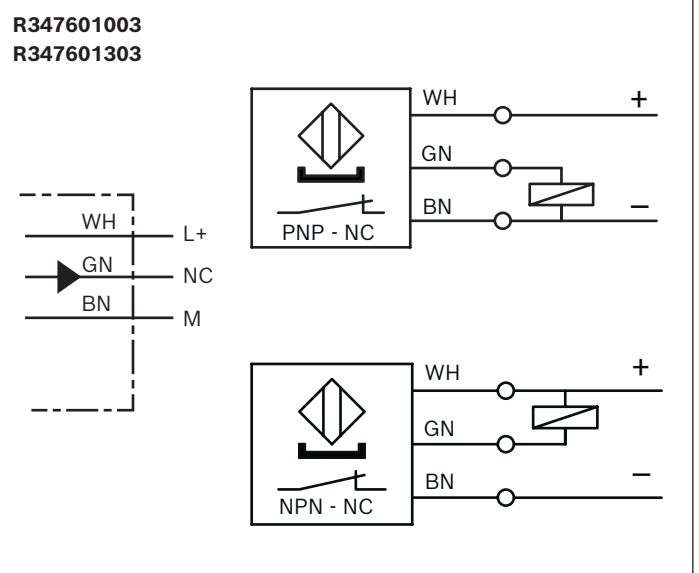 R347601003
R347601303
WH L+
GN NC
BN M
WH +
GN
BN –
PNP - NC
WH +
GN
BN –
NPN - NC